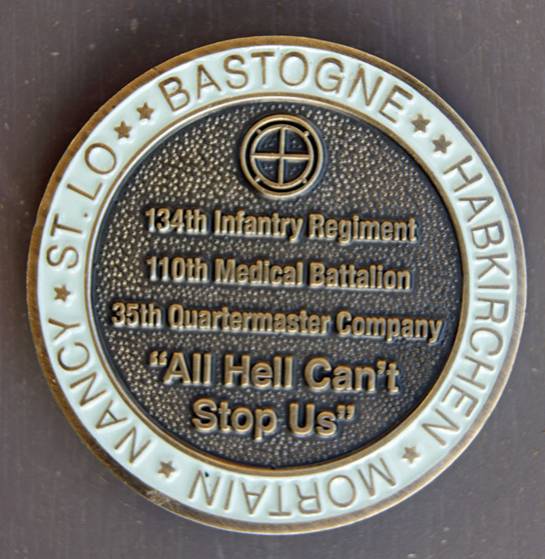 BASTOGNE
HABKIRCHEN
MORTAIN
NANCY
ST. LO
134th Infantry Regiment
110th Medical Battalion
35th Quartermaster Company
“All Hell Can't
Stop Us”